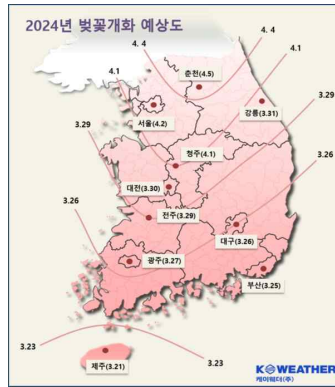 2024년 벚꽃개화 예상도
4. 4
4. 4
춘천(4.5)
4.1
4.1
강릉(3.31)
서울(4.2)
3.29
3.29
청주(4.1)
대전(3.30)
3.26
3.26
전주(3.29)
대구(3.26)
광주(3.27)
부산(3.25)
3.23
3.23
제주(3.21)
K WEATHER
케이웨더(주)